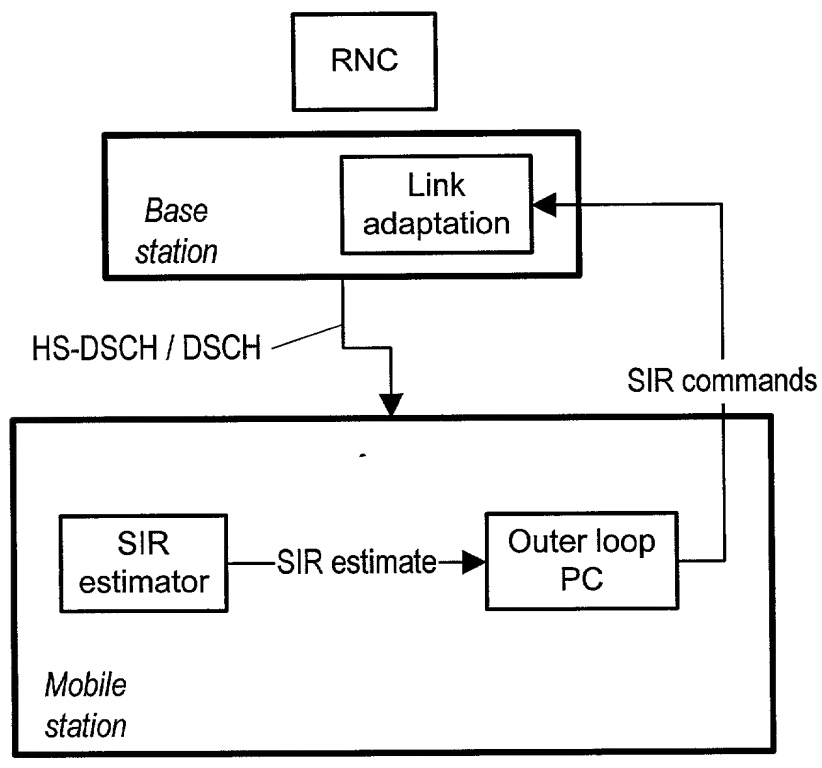 RNC
Link
adaptation
Base
station
HS-DSCH / DSCH
SIR commands
SIR
estimator
SIR estimate
Outer loop
PC
Mobile
station